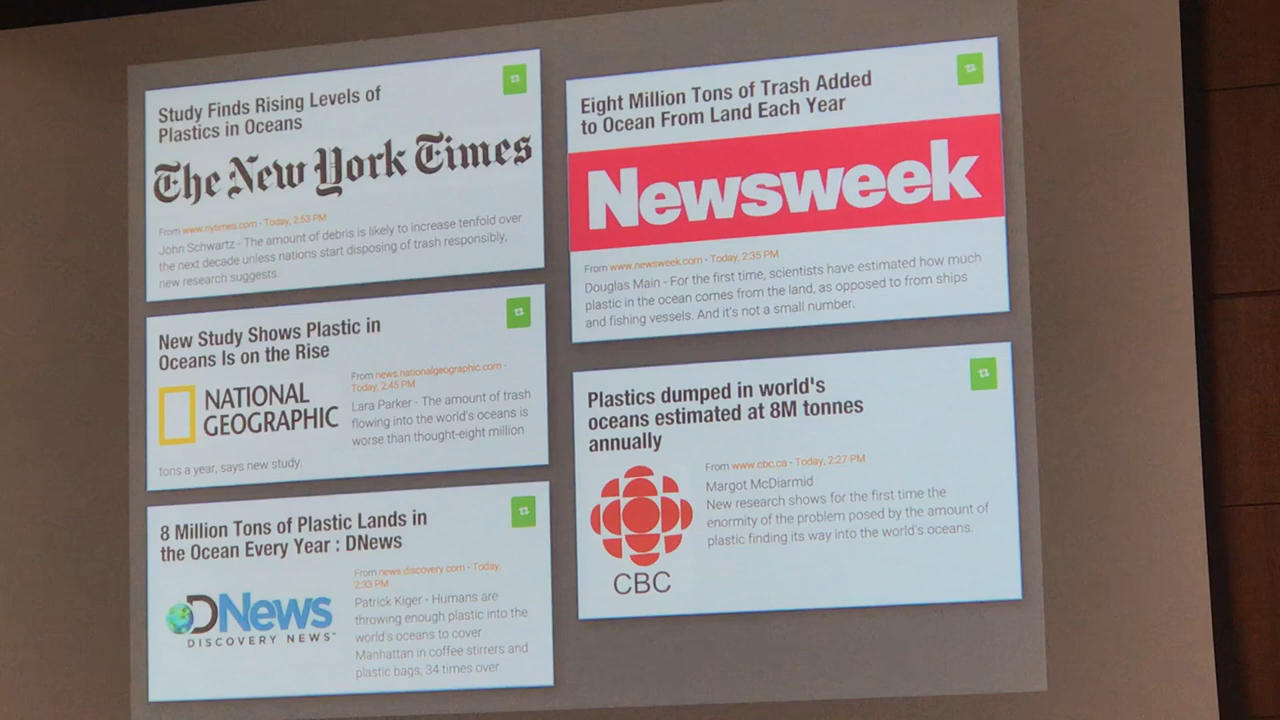 Study Finds Rising Levels of
Plastics in Oceans
The New York Times
From www.nytimes.com - Today, 2:53 PM
John Schwartz - The amount of debris is likely to increase tenfold over
the next decade unless nations start disposing of trash responsibly,
new research suggests.
New Study Shows Plastic in
Oceans Is on the Rise
NATIONAL
GEOGRAPHIC
From news.nationalgeographic.com -
Today, 2:45 PM
Lara Parker - The amount of trash
flowing into the world's oceans is
worse than thought-eight million
tons a year, says new study.
8 Million Tons of Plastic Lands in
the Ocean Every Year : DNews
DNEWS
DISCOVERY NEWS™
From news.discovery.com - Today,
2:33 PM
Patrick Kiger - Humans are
throwing enough plastic into the
world's oceans to cover
Manhattan in coffee stirrers and
plastic bags, 34 times over.
Eight Million Tons of Trash Added
to Ocean From Land Each Year
Newsweek
From www.newsweek.com - Today, 2:35 PM
Douglas Main - For the first time, scientists have estimated how much
plastic in the ocean comes from the land, as opposed to from ships
and fishing vessels. And it's not a small number.
Plastics dumped in world's
oceans estimated at 8M tonnes
annually
CBC
From www.cbc.ca - Today, 2:27 PM
Margot McDiarmid
New research shows for the first time the
enormity of the problem posed by the amount of
plastic finding its way into the world's oceans.